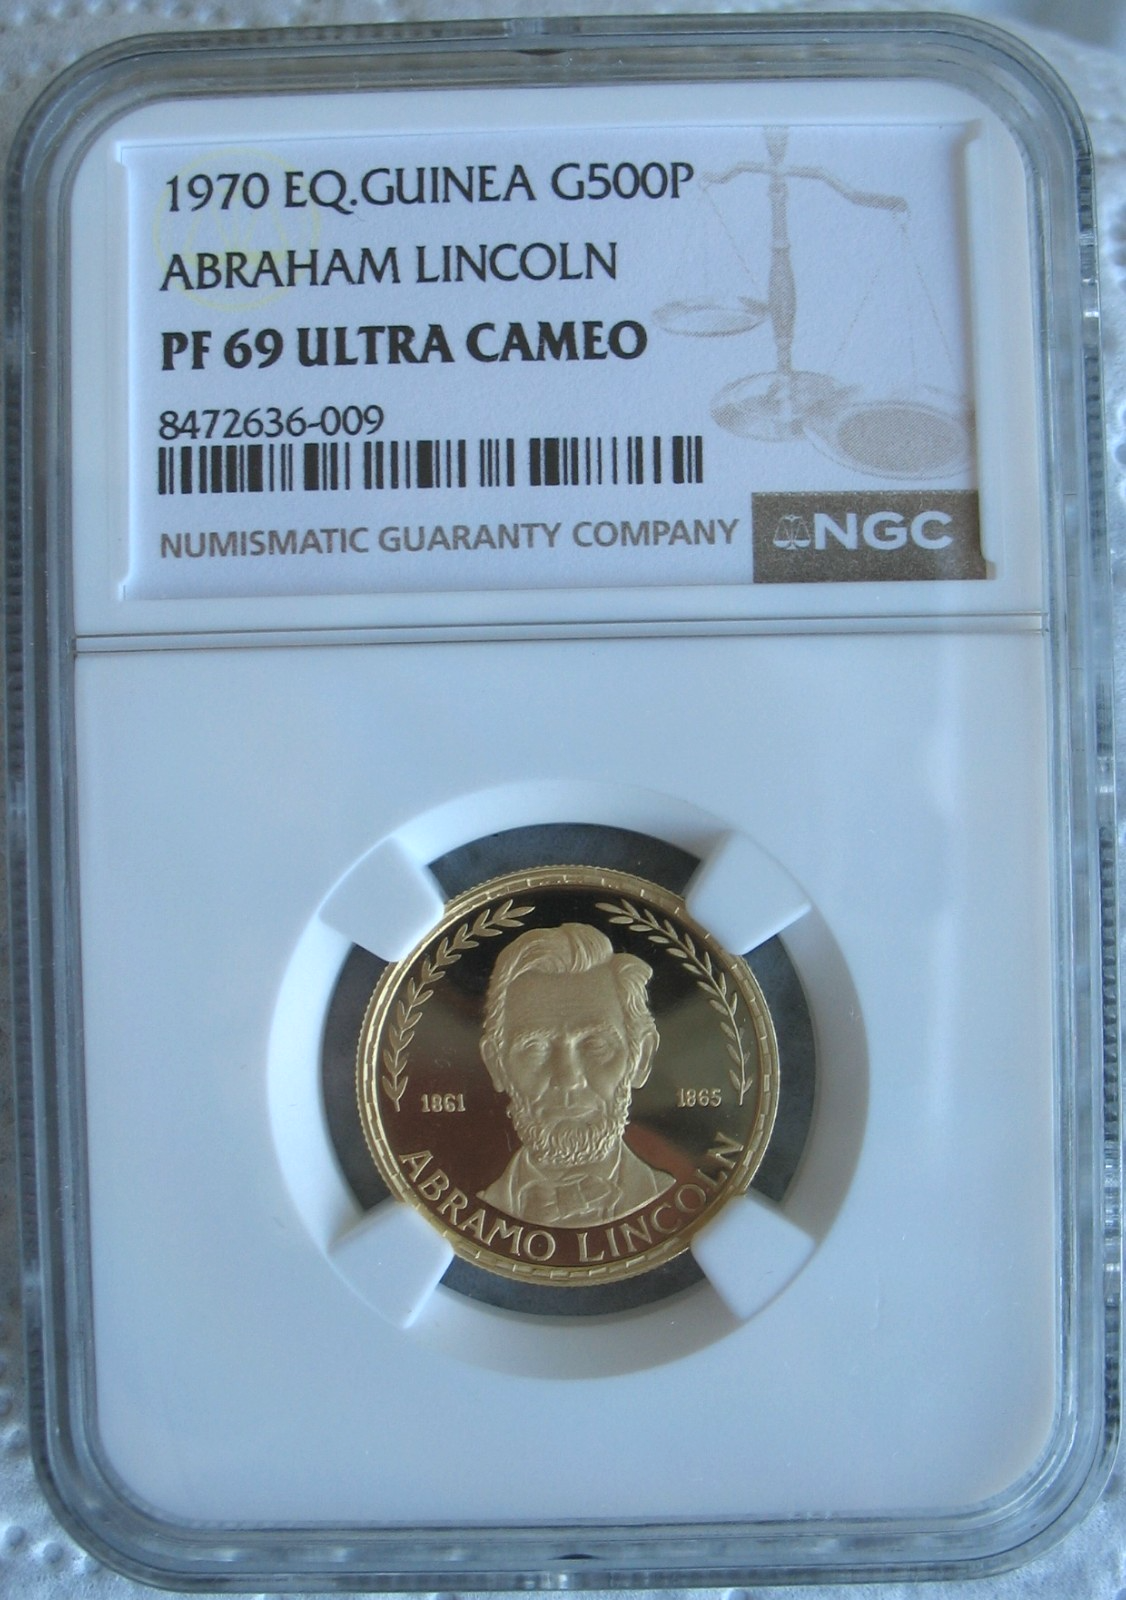 1970 EQ.GUINEA G500P
ABRAHAM LINCOLN
PF 69 ULTRA CAMEO
8472636-009
NUMISMATIC GUARANTY COMPANY
NGC
1861
1865
ABRAMO LINCOLN